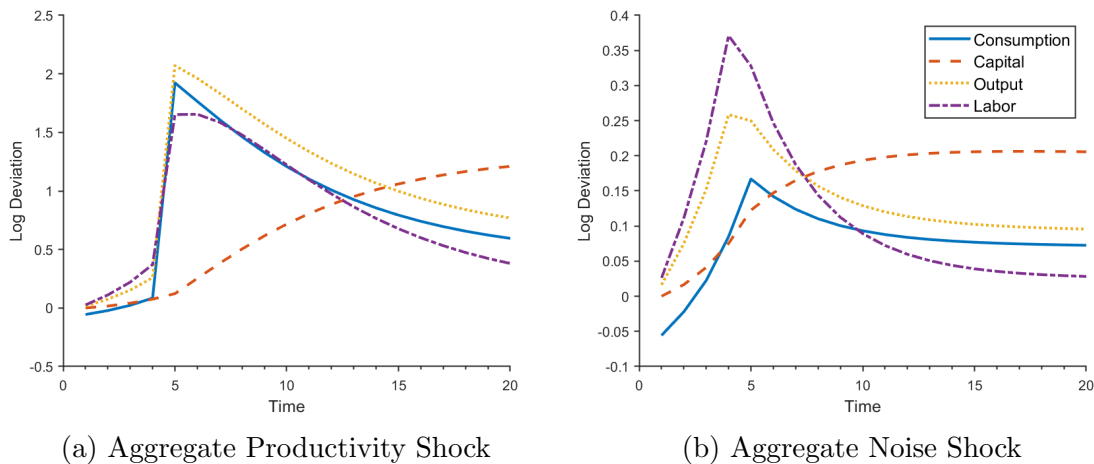 2.5
2
1.5
1
0.5
0
-0.5
Log Deviation
0 5 10 15 20
Time
(a) Aggregate Productivity Shock
0.4
0.35
0.3
0.25
0.2
0.15
0.1
0.05
0
-0.05
-0.1
Log Deviation
Consumption
Capital
Output
Labor
0 5 10 15 20
Time
(b) Aggregate Noise Shock